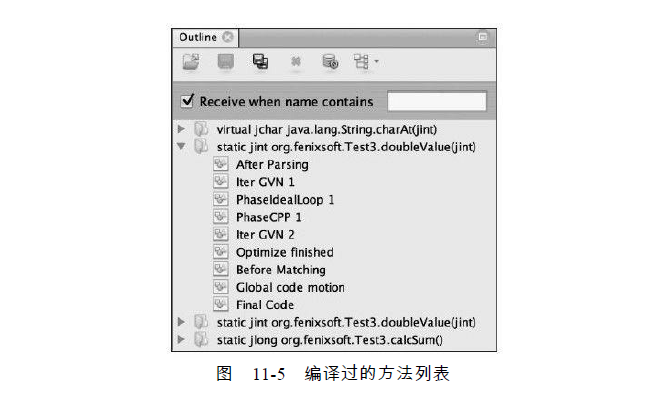 Outline
Receive when name contains
virtual jchar java.lang.String.charAt(jint)
static jint org.fenixsoft.Test3.doubleValue(jint)
After Parsing
Iter GVN 1
PhaseIdealLoop 1
PhaseCPP 1
Iter GVN 2
Optimize finished
Before Matching
Global code motion
Final Code
static jint org.fenixsoft.Test3.doubleValue(jint)
static jlong org.fenixsoft.Test3.calcSum()
图 11-5 编译过的方法列表